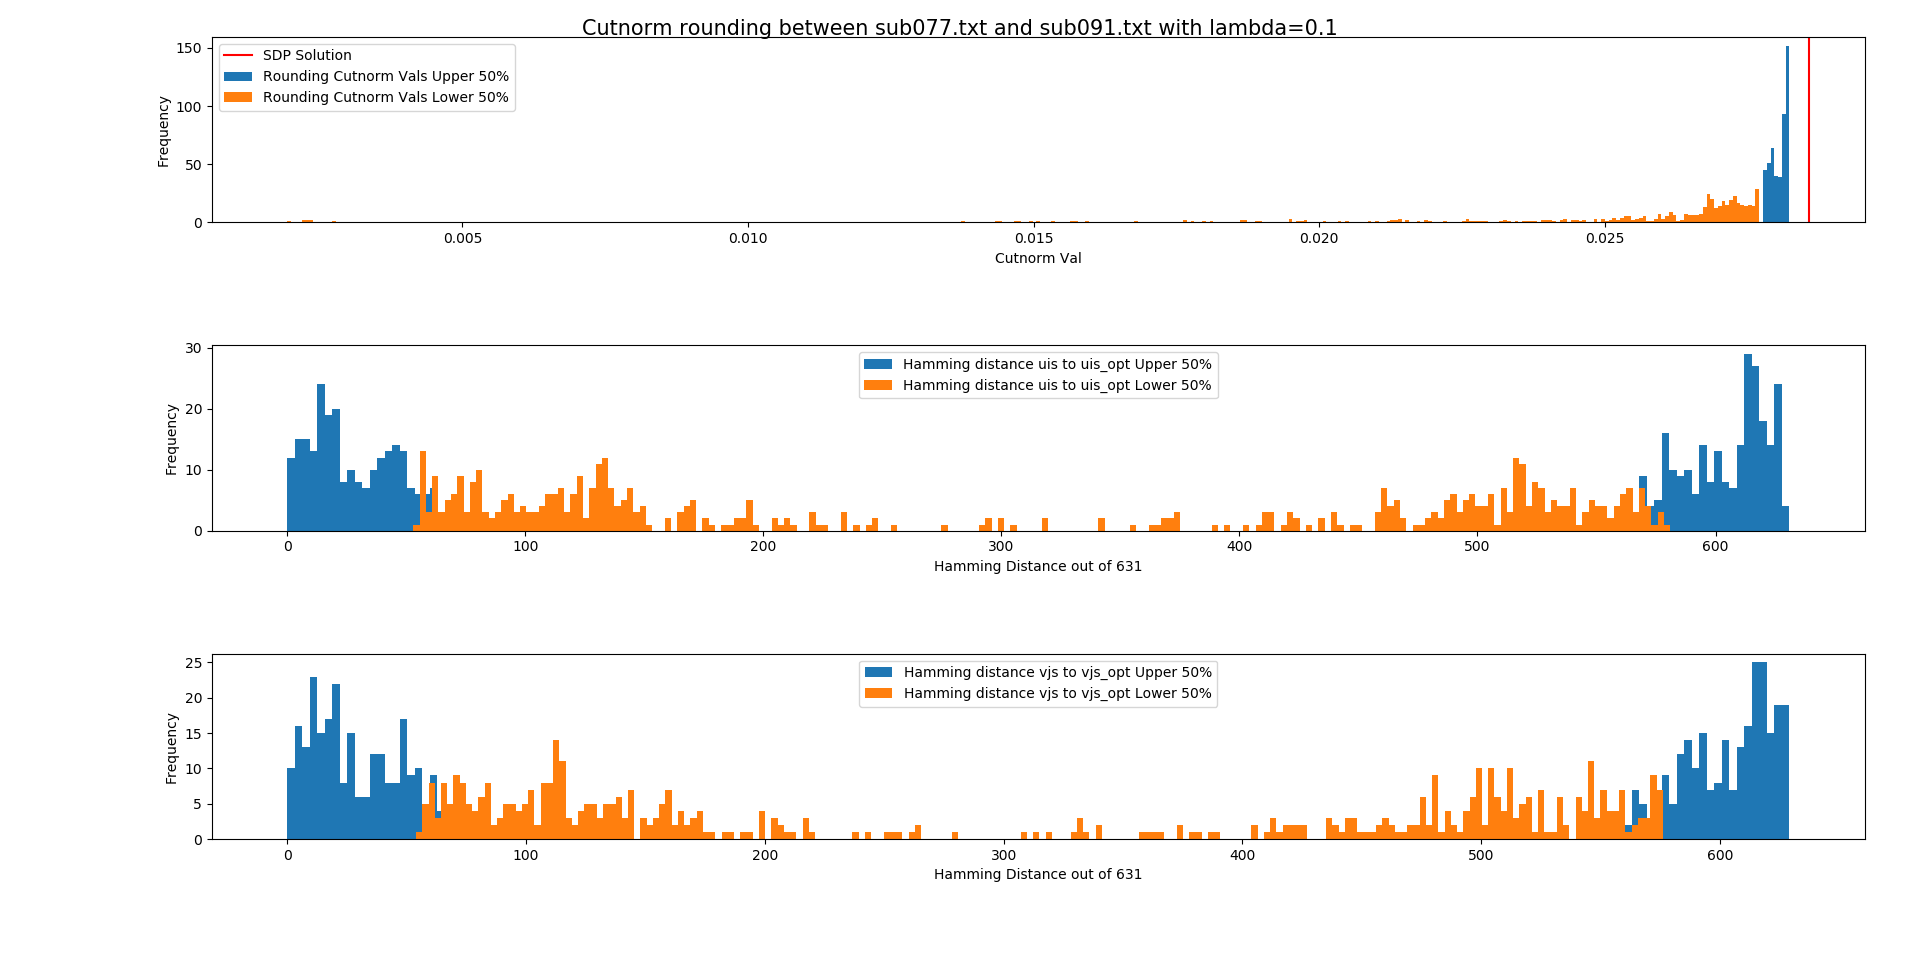 Cutnorm rounding between sub077.txt and sub091.txt with lambda=0.1
150
100
50
0
Frequency
SDP Solution
Rounding Cutnorm Vals Upper 50%
Rounding Cutnorm Vals Lower 50%
0.005 0.010 0.015 0.020 0.025
Cutnorm Val
30
20
10
0
Frequency
Hamming distance uis to uis_opt Upper 50%
Hamming distance uis to uis_opt Lower 50%
0 100 200 300 400 500 600
Hamming Distance out of 631
25
20
15
10
5
0
Frequency
Hamming distance vjs to vjs_opt Upper 50%
Hamming distance vjs to vjs_opt Lower 50%
0 100 200 300 400 500 600
Hamming Distance out of 631